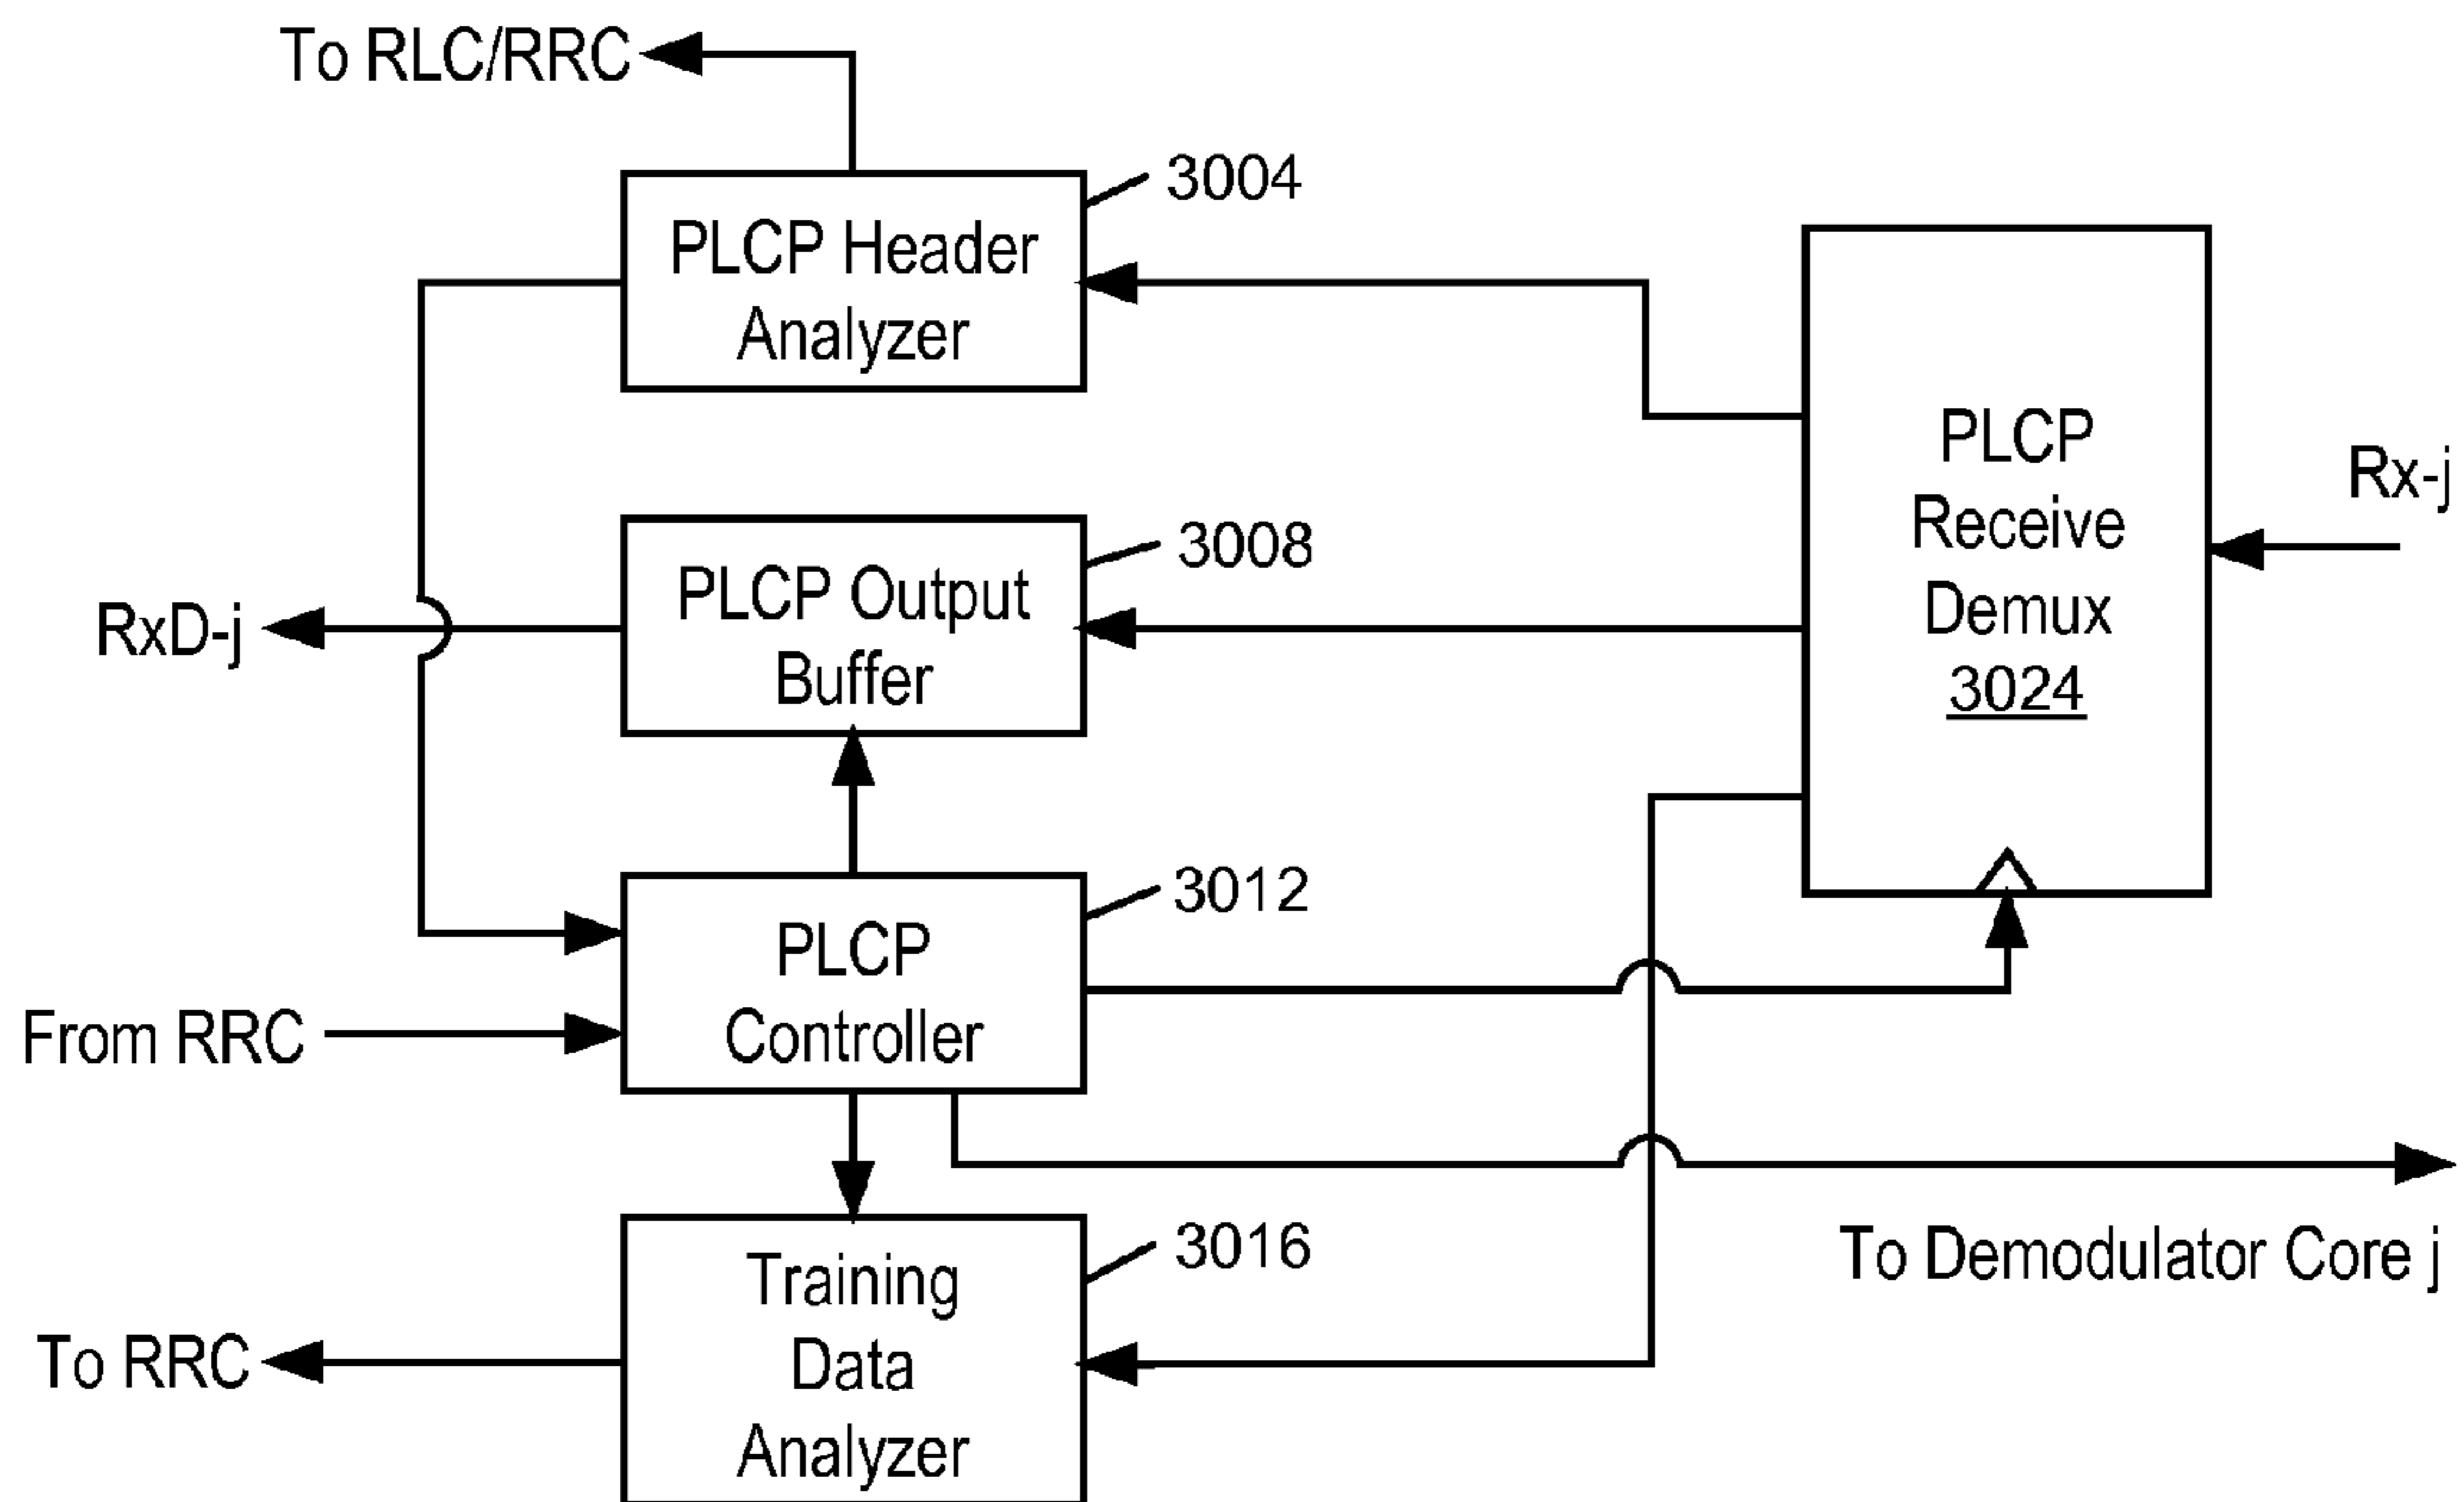 To RLC/RRC
3004
PLCP Header
Analyzer
PLCP
Receive
Demux
3024
Rx-j
3008
PLCP Output
Buffer
RxD-j
3012
PLCP
Controller
From RRC
3016
Training
Data
Analyzer
To Demodulator Core j
To RRC